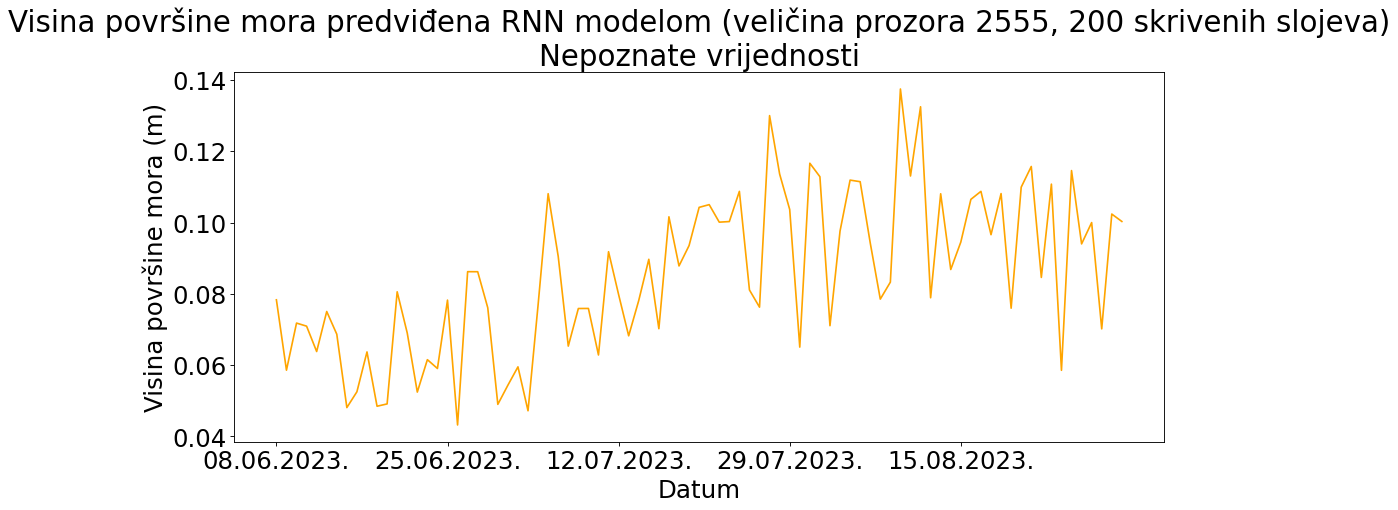 Visina površine mora predviđena RNN modelom (veličina prozora 2555, 200 skrivenih slojeva)
Nepoznate vrijednosti
Visina površine mora (m)
0.14
0.12
0.10
0.08
0.06
0.04
08.06.2023. 25.06.2023. 12.07.2023. 29.07.2023. 15.08.2023.
Datum